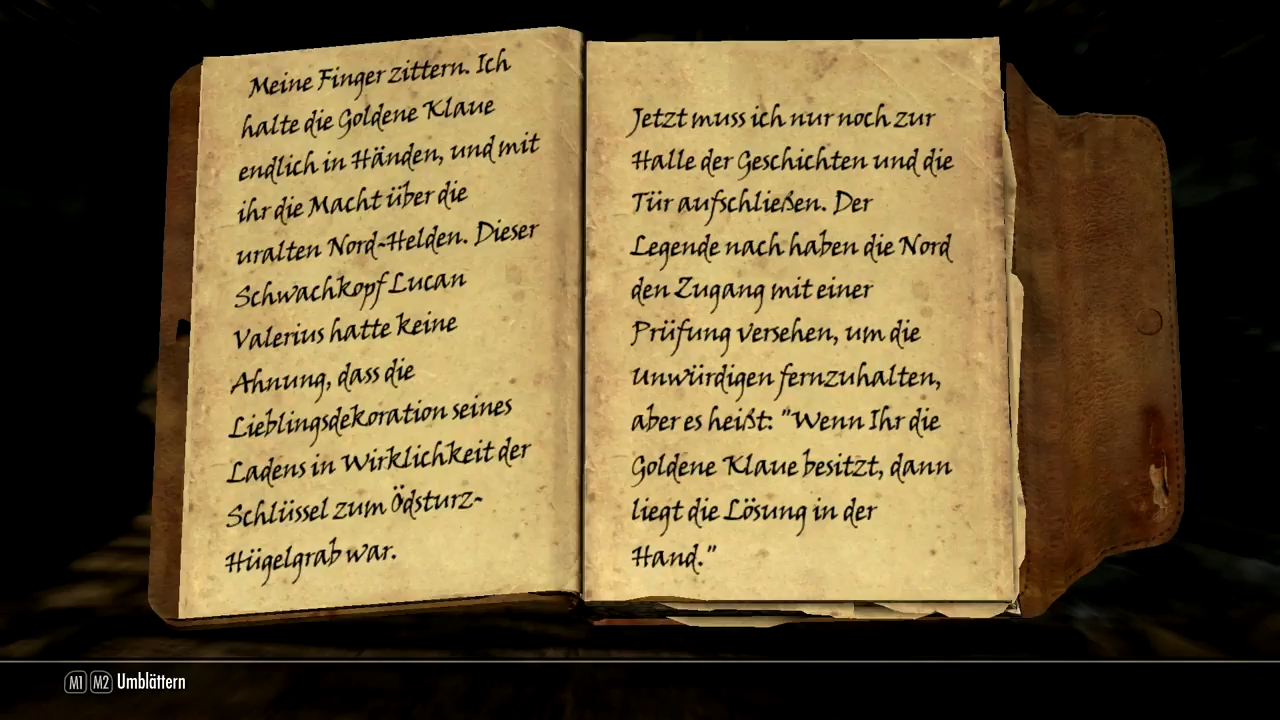 Meine Finger zittern. Ich
halte die Goldene Klaue
endlich in Händen, und mit
ihr die Macht über die
uralten Nord-Helden. Dieser
Schwachkopf Lucan
Valerius hatte keine
Ahnung, dass die
Lieblingsdekoration seines
Ladens in Wirklichkeit der
Schlüssel zum Ödsturz-
Hügelgrab war.
Jetzt muss ich nur noch zur
Halle der Geschichten und die
Tür aufschließen. Der
Legende nach haben die Nord
den Zugang mit einer
Prüfung versehen, um die
Unwürdigen fernzuhalten,
aber es heißt: "Wenn Ihr die
Goldene Klaue besitzt, dann
liegt die Lösung in der
Hand."
M1 M2 Umblättern